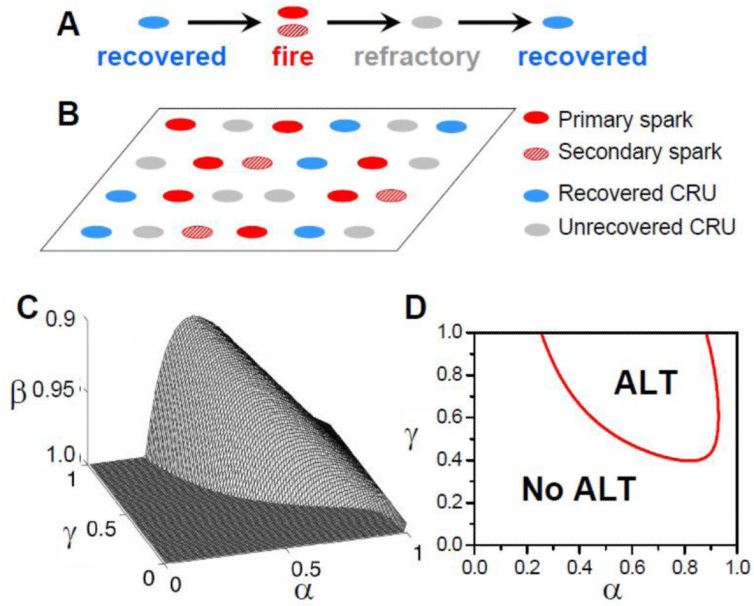 A
recovered fire refractory recovered
B
Primary spark
Secondary spark
Recovered CRU
Unrecovered CRU
C
0.9
β 0.95
1.0
1
γ 0.5
0
0 0.5 1
α
D
1.0
0.8
γ 0.6
0.4
0.2
0.0
ALT
No ALT
0.0 0.2 0.4 0.6 0.8 1.0
α